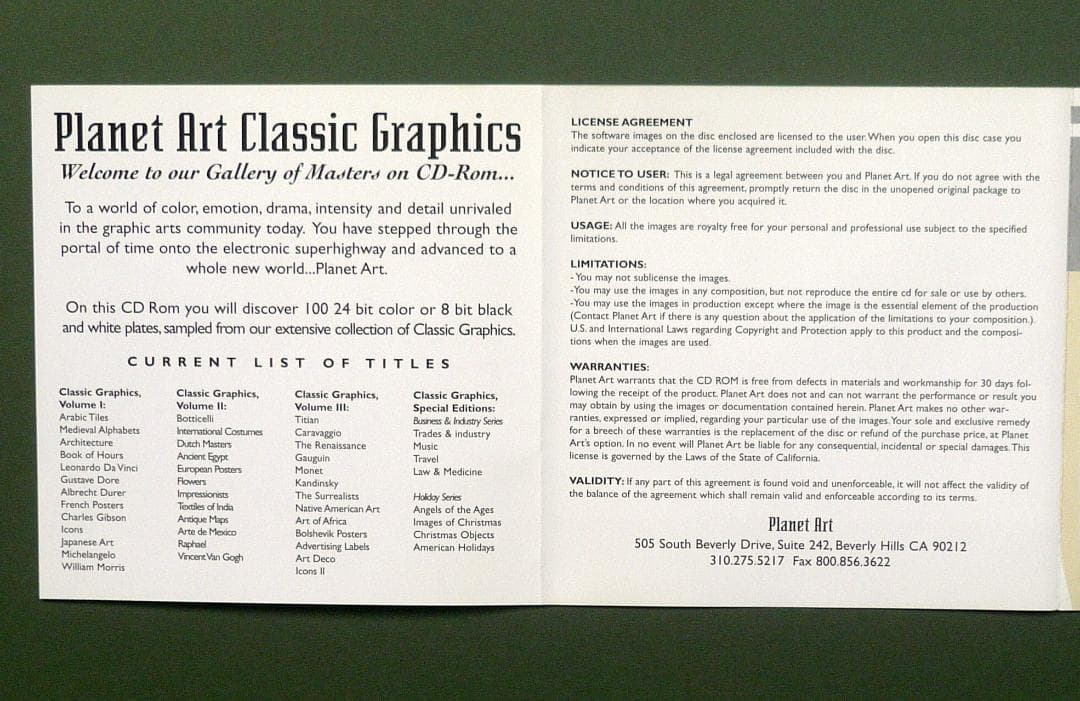 Planet Art Classic Graphics
Welcome to our Gallery of Masters on CD-Rom...
To a world of color, emotion, drama, intensity and detail unrivaled
in the graphic arts community today. You have stepped through the
portal of time onto the electronic superhighway and advanced to a
whole new world...Planet Art.
On this CD Rom you will discover 100 24 bit color or 8 bit black
and white plates, sampled from our extensive collection of Classic Graphics.
CURRENT LIST OF TITLES
Classic Graphics,
Volume I:
Arabic Tiles
Medieval Alphabets
Architecture
Book of Hours
Leonardo Da Vinci
Gustave Dore
Albrecht Durer
French Posters
Charles Gibson
Icons
Japanese Art
Michelangelo
William Morris
Classic Graphics,
Volume II:
Botticelli
International Costumes
Dutch Masters
Ancient Egypt
European Posters
Flowers
Impressionists
Textiles of India
Antique Maps
Arte de Mexico
Raphael
Vincent Van Gogh
Classic Graphics,
Volume III:
Titian
Caravaggio
The Renaissance
Gauguin
Monet
Kandinsky
The Surrealists
Native American Art
Art of Africa
Bolshevik Posters
Advertising Labels
Art Deco
Icons II
Classic Graphics,
Special Editions:
Business & Industry Series
Trades & industry
Music
Travel
Law & Medicine
Holiday Series
Angels of the Ages
Images of Christmas
Christmas Objects
American Holidays
LICENSE AGREEMENT
The software images on the disc enclosed are licensed to the user. When you open this disc case you
indicate your acceptance of the license agreement included with the disc.
NOTICE TO USER: This is a legal agreement between you and Planet Art. If you do not agree with the
terms and conditions of this agreement, promptly return the disc in the unopened original package to
Planet Art or the location where you acquired it.
USAGE: All the images are royalty free for your personal and professional use subject to the specified
limitations.
LIMITATIONS:
- You may not sublicense the images.
-You may use the images in any composition, but not reproduce the entire cd for sale or use by others.
-You may use the images in production except where the image is the essential element of the production
(Contact Planet Art if there is any question about the application of the limitations to your composition.).
U.S. and International Laws regarding Copyright and Protection apply to this product and the composi-
tions when the images are used.
WARRANTIES:
Planet Art warrants that the CD ROM is free from defects in materials and workmanship for 30 days fol-
lowing the receipt of the product. Planet Art does not and can not warrant the performance or result you
may obtain by using the images or documentation contained herein. Planet Art makes no other war-
ranties, expressed or implied, regarding your particular use of the images. Your sole and exclusive remedy
for a breech of these warranties is the replacement of the disc or refund of the purchase price, at Planet
Art's option. In no event will Planet Art be liable for any consequential, incidental or special damages. This
license is governed by the Laws of the State of California.
VALIDITY: If any part of this agreement is found void and unenforceable, it will not affect the validity of
the balance of the agreement which shall remain valid and enforceable according to its terms.
Planet Art
505 South Beverly Drive, Suite 242, Beverly Hills CA 90212
310.275.5217 Fax 800.856.3622